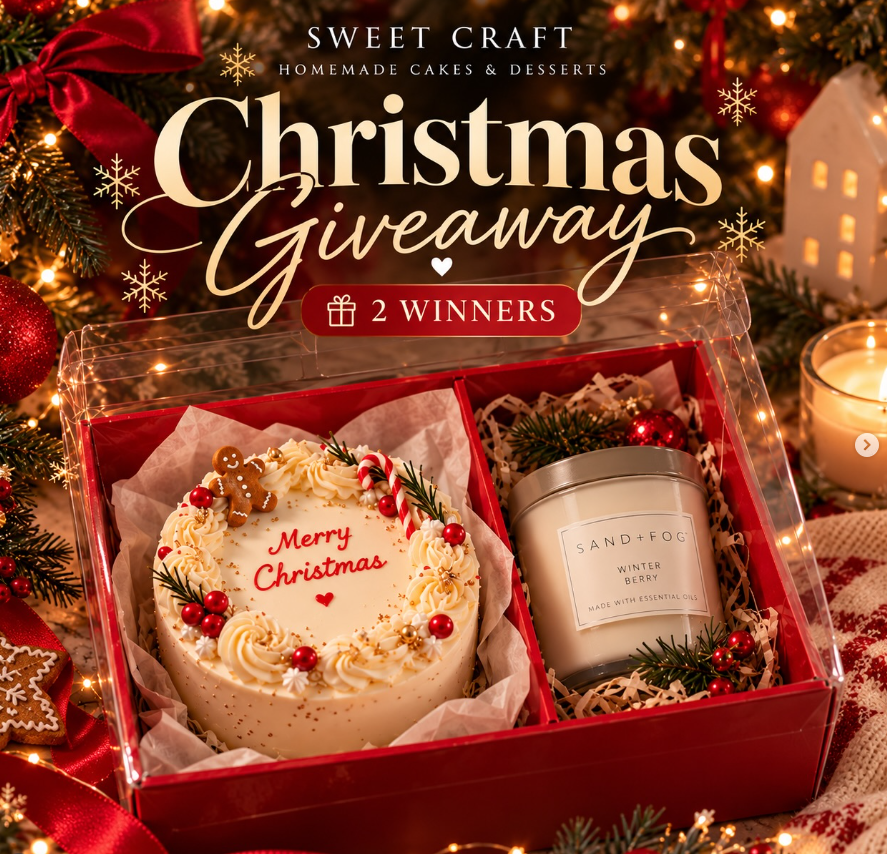 SWEET CRAFT
HOMEMADE CAKES & DESSERTS
Christmas
Giveaway
2 WINNERS
Merry
Christmas
SAND+FOG
WINTER
BERRY
MADE WITH ESSENTIAL OILS